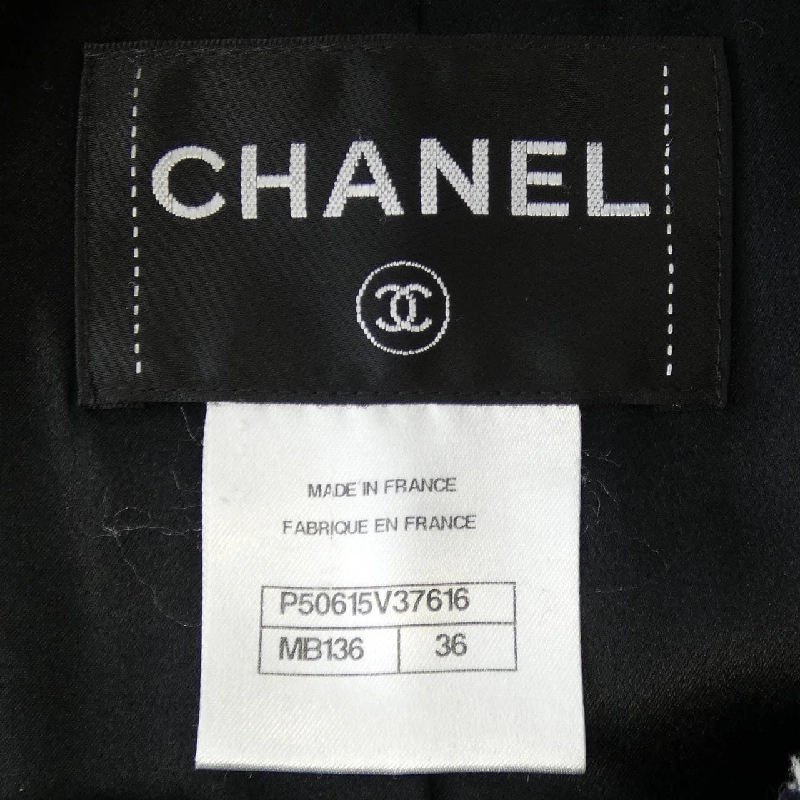 CHANEL
MADE IN FRANCE
FABRIQUE EN FRANCE
P50615V37616
MB136 36